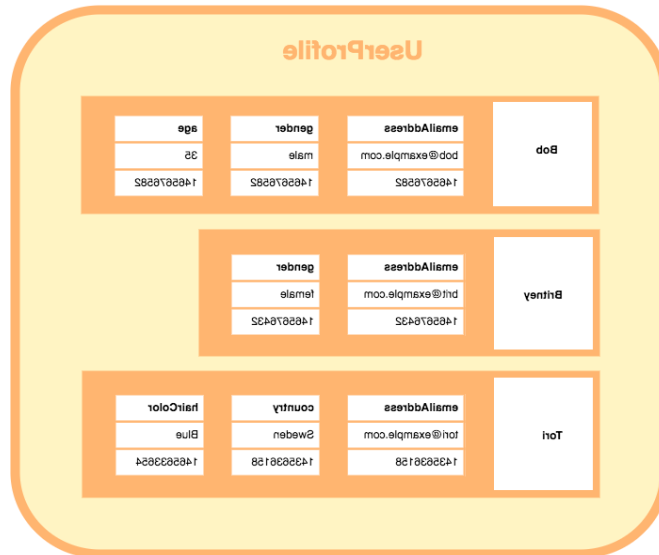 UserProfile
Bob
emailAddress
bob@example.com
1465676582
gender
male
1465676582
age
35
1465676582
Britney
emailAddress
brit@example.com
1465676432
gender
female
1465676432
Tori
emailAddress
tori@example.com
1435636158
country
Sweden
1435636158
hairColor
Blue
1465633654